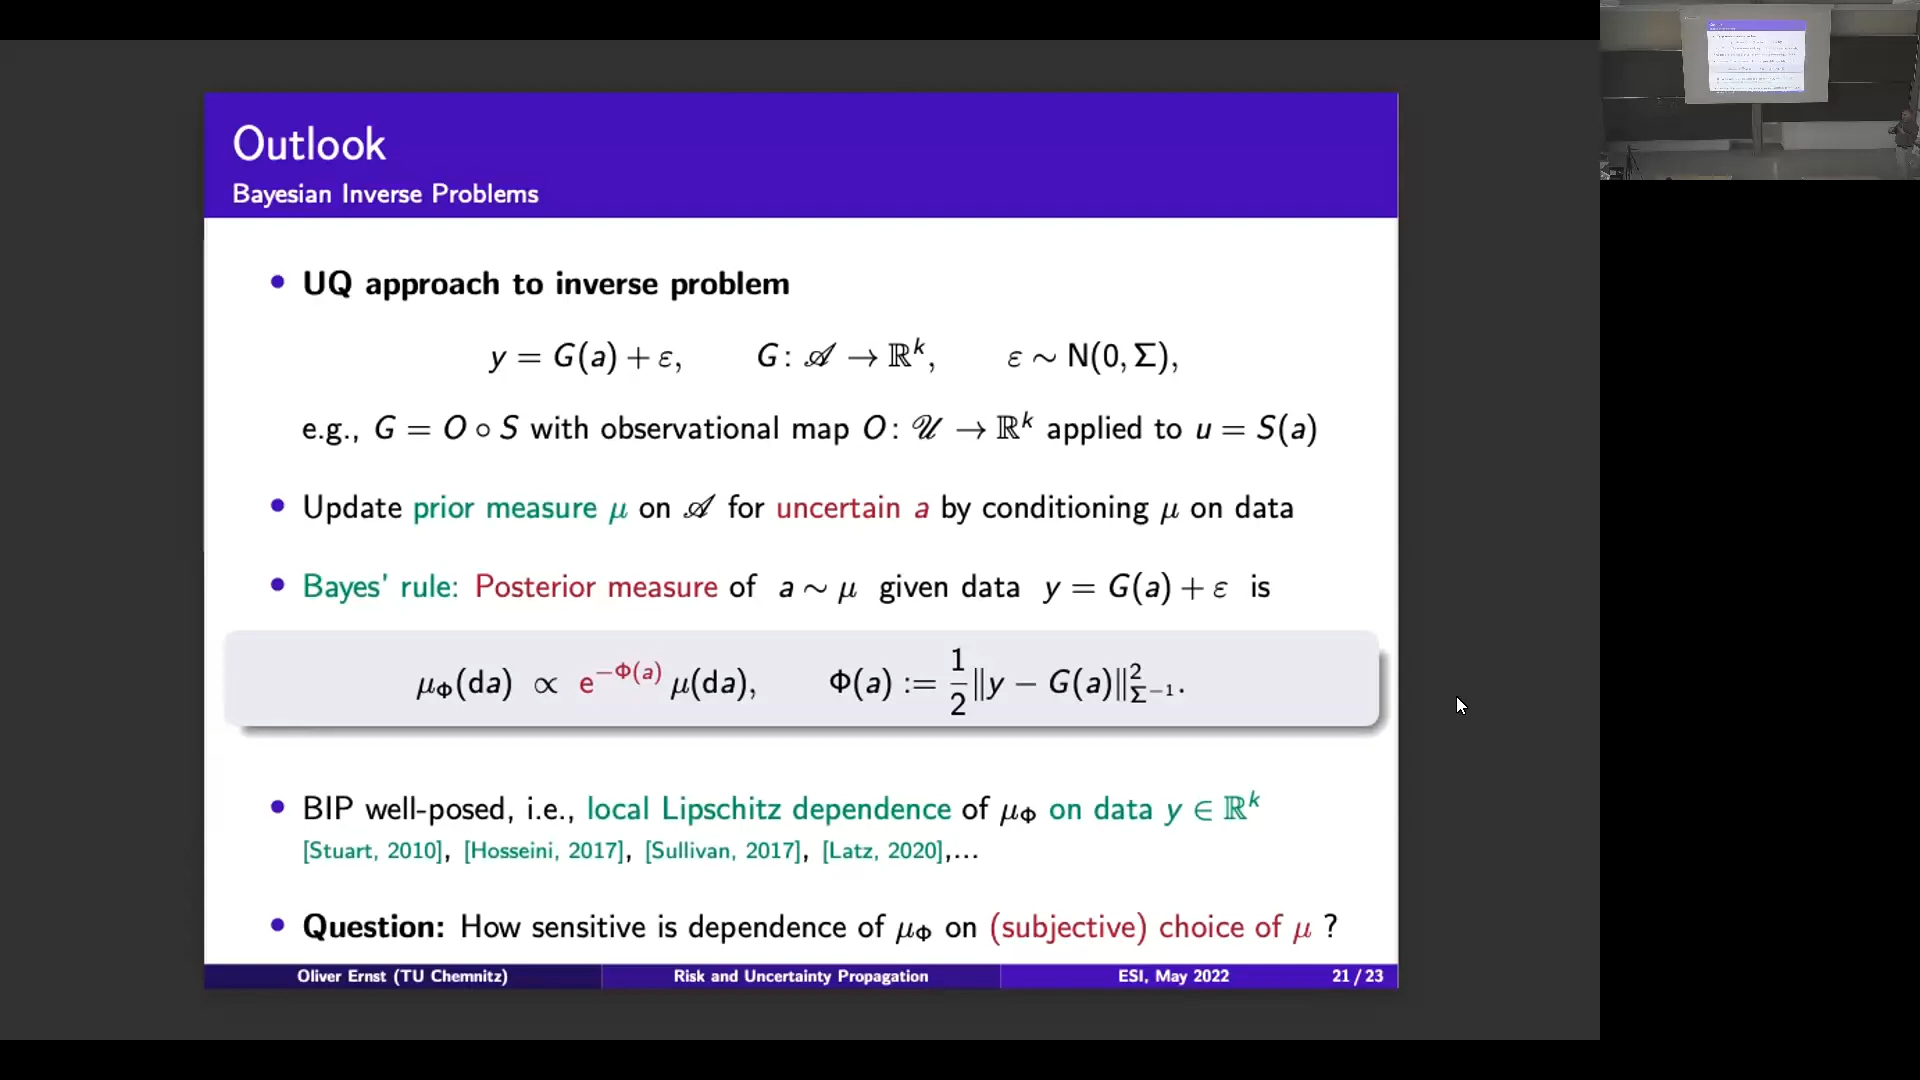 Outlook
Bayesian Inverse Problems
• UQ approach to inverse problem
y = G(a) + ε, G: 𝒜 → ℝᵏ, ε ∼ N(0, Σ),
e.g., G = O ∘ S with observational map O: 𝒰 → ℝᵏ applied to u = S(a)
• Update prior measure μ on 𝒜 for uncertain a by conditioning μ on data
• Bayes' rule: Posterior measure of a ∼ μ given data y = G(a) + ε is
μ_Φ(da) ∝ e^{−Φ(a)} μ(da), Φ(a) := \frac{1}{2}‖y − G(a)‖²_{Σ⁻¹}.
• BIP well-posed, i.e., local Lipschitz dependence of μ_Φ on data y ∈ ℝᵏ
[Stuart, 2010], [Hosseini, 2017], [Sullivan, 2017], [Latz, 2020],...
• Question: How sensitive is dependence of μ_Φ on (subjective) choice of μ ?
Oliver Ernst (TU Chemnitz) Risk and Uncertainty Propagation ESI, May 2022 21 / 23